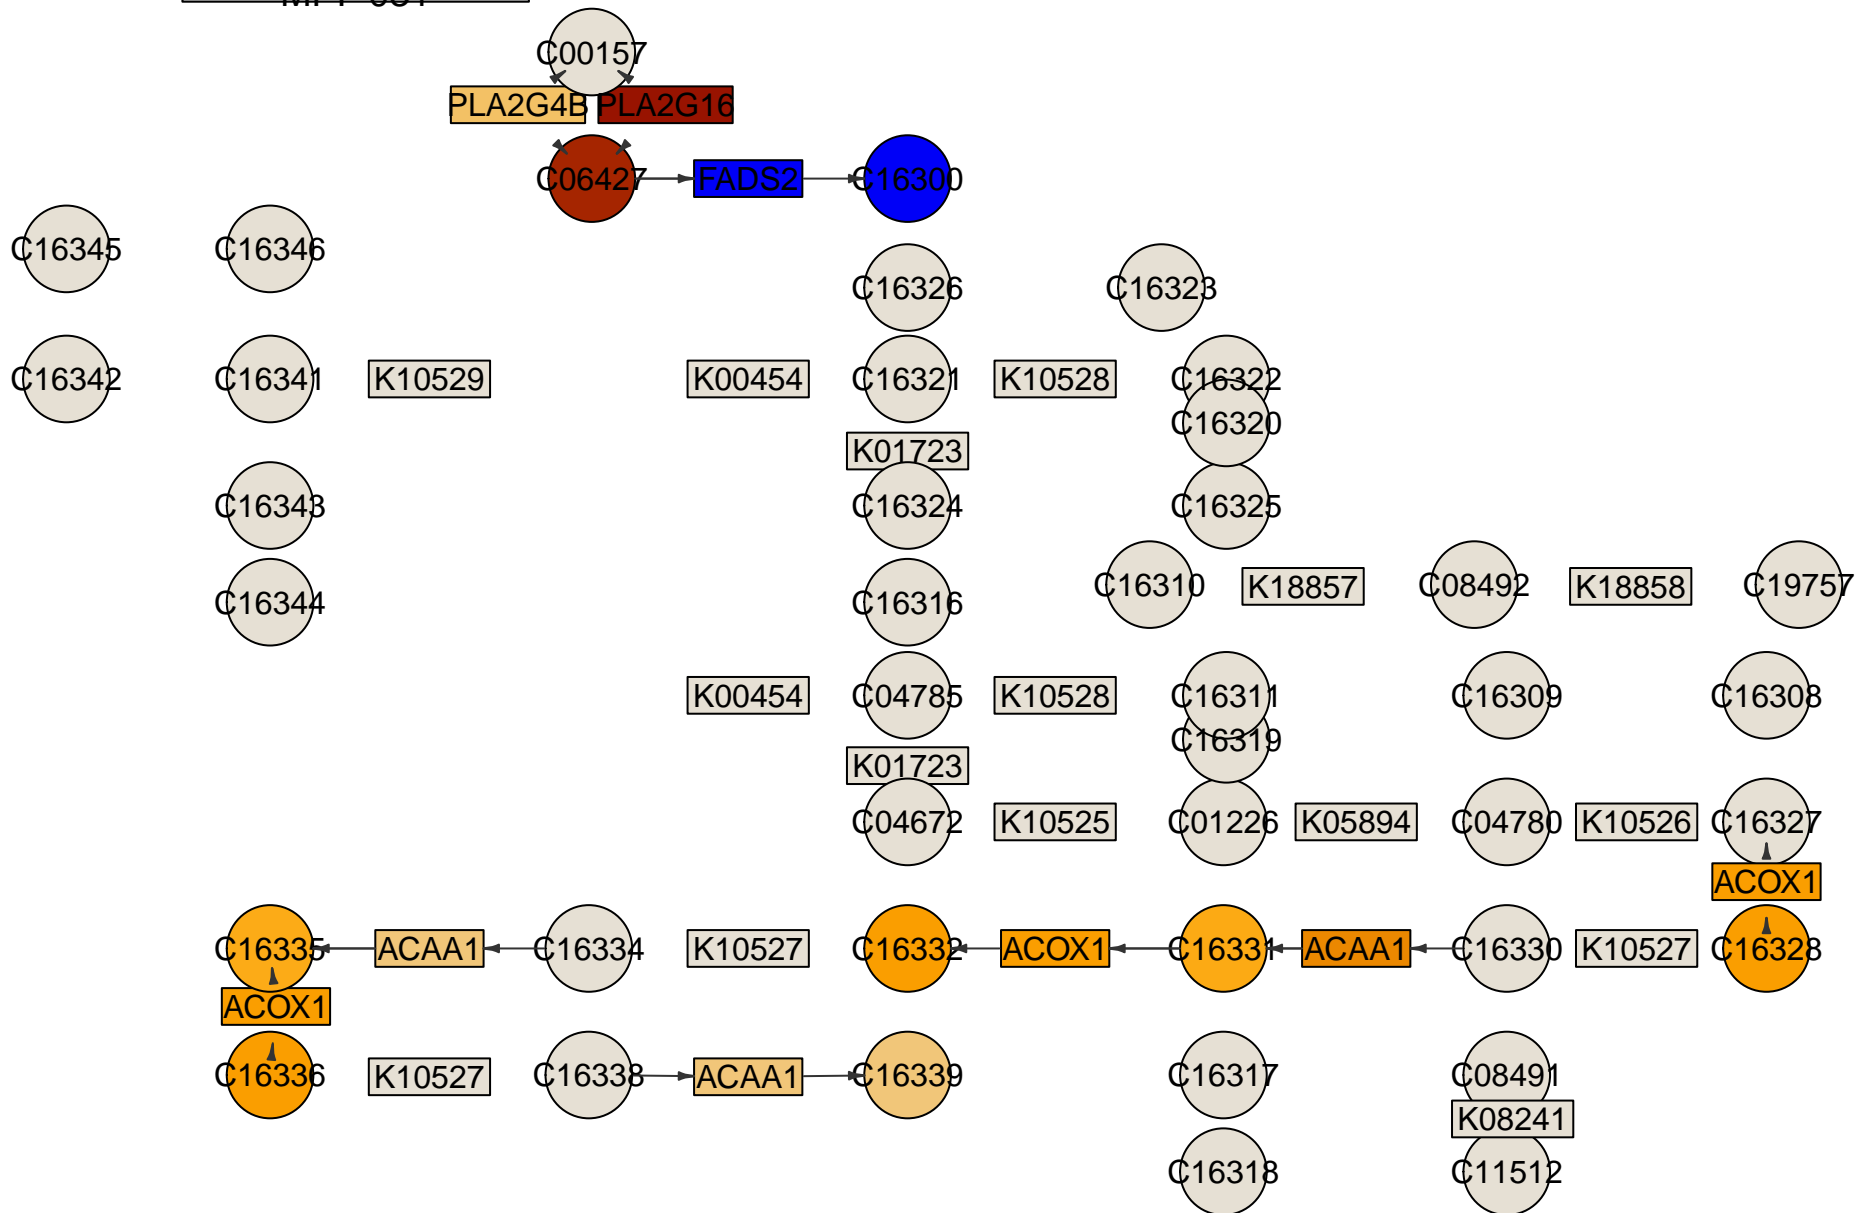 C00157
PLA2G4B PLA2G16
C06427 FADS2 C16300
C16345 C16346
C16326 C16323
C16342 C16341 K10529 K00454 C16321 K10528 C16322
C16320
K01723
C16343 C16324 C16325
C16310 K18857 C08492 K18858 C19757
C16344 C16316
K00454 C04785 K10528 C16311 C16309 C16308
C16319
K01723
C04672 K10525 C01226 K05894 C04780 K10526 C16327
ACOX1
C16335 ACAA1 C16334 K10527 C16332 ACOX1 C16331 ACAA1 C16330 K10527 C16328
ACOX1
C16336 K10527 C16338 ACAA1 C16339 C16317 C08491
K08241
C16318 C11512